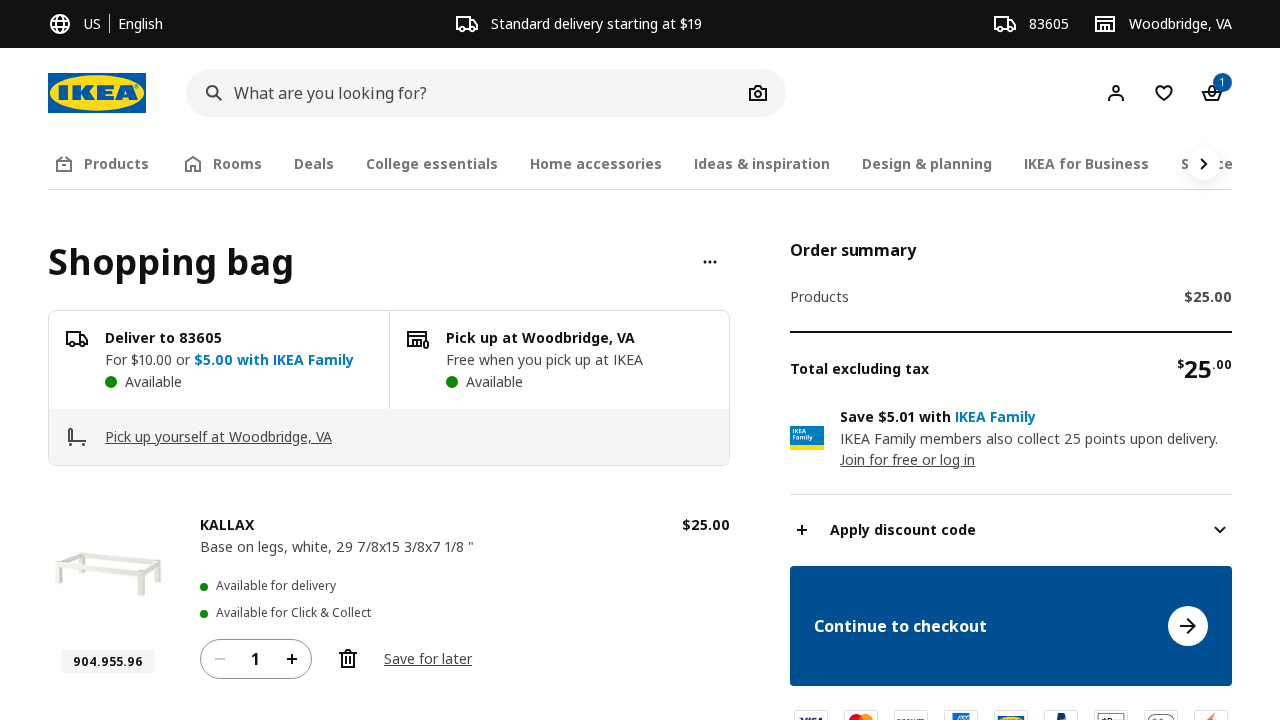 US
English
Standard delivery starting at $19
83605
Woodbridge, VA
IKEA
What are you looking for?
1
Products
Rooms
Deals
College essentials
Home accessories
Ideas & inspiration
Design & planning
IKEA for Business
Shopping bag
Deliver to 83605
For $10.00 or $5.00 with IKEA Family
Available
Pick up at Woodbridge, VA
Free when you pick up at IKEA
Available
Pick up yourself at Woodbridge, VA
KALLAX
$25.00
Base on legs, white, 29 7/8x15 3/8x7 1/8 "
Available for delivery
Available for Click & Collect
1
Save for later
904.955.96
Order summary
Products
$25.00
Total excluding tax
$25.00
Save $5.01 with IKEA Family
IKEA
Family
IKEA Family members also collect 25 points upon delivery.
Join for free or log in
Apply discount code
Continue to checkout
VISA